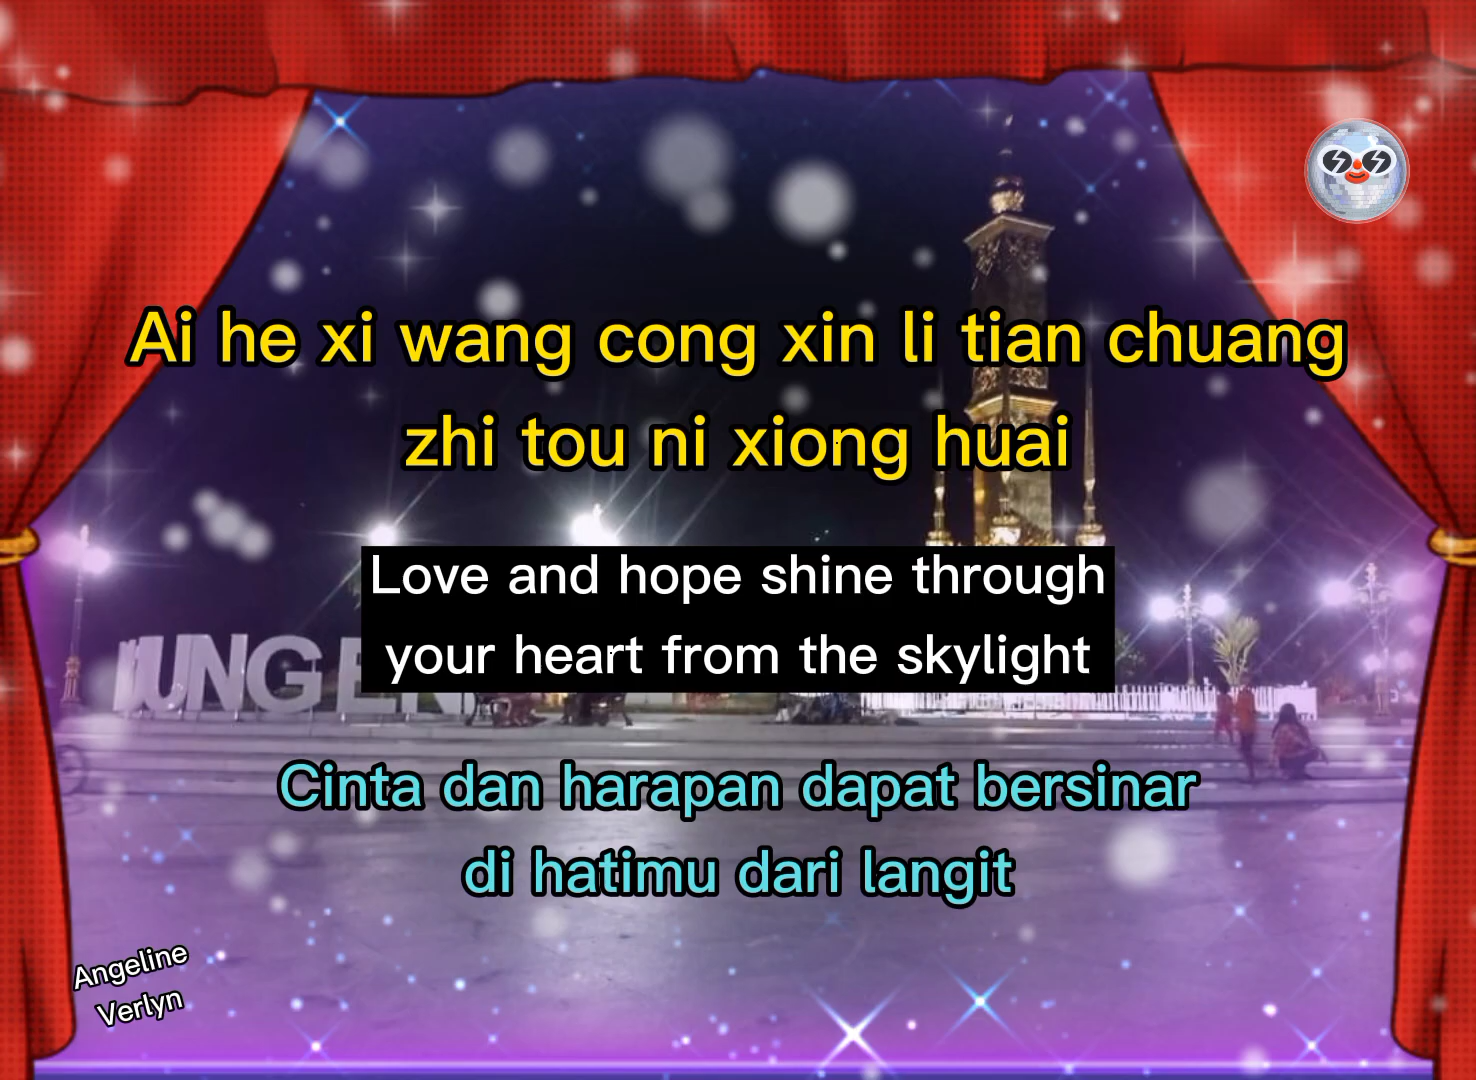 Ai he xi wang cong xin li tian chuang
zhi tou ni xiong huai
Love and hope shine through
your heart from the skylight
Cinta dan harapan dapat bersinar
di hatimu dari langit
Angeline
Verlyn